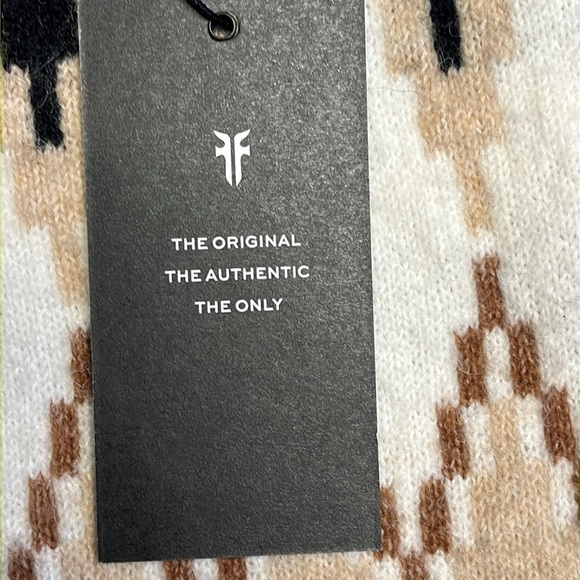 THE ORIGINAL
THE AUTHENTIC
THE ONLY